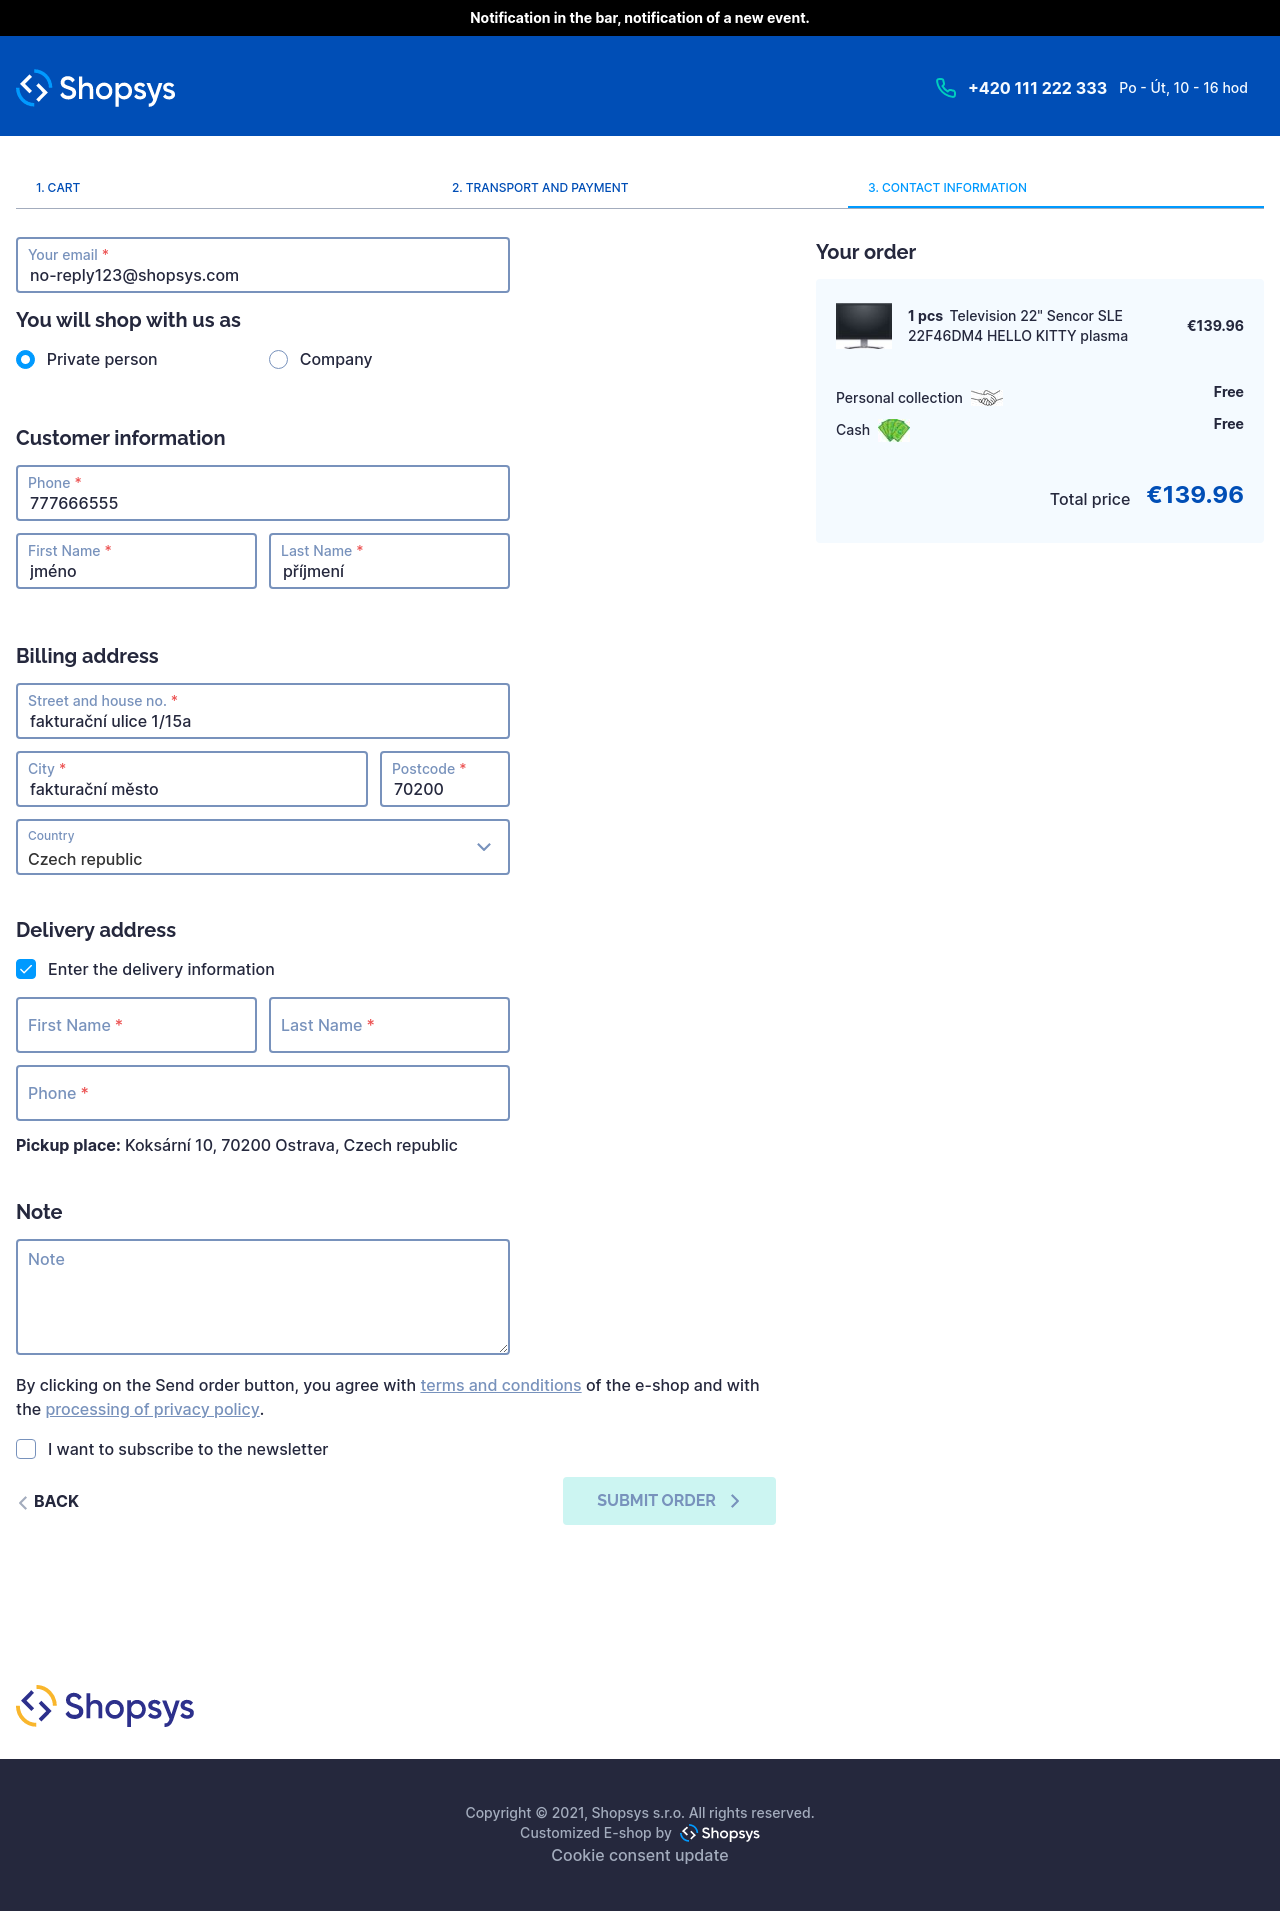 Notification in the bar, notification of a new event.
Shopsys
+420 111 222 333 Po - Út, 10 - 16 hod
1. CART
2. TRANSPORT AND PAYMENT
3. CONTACT INFORMATION
Your email *
no-reply123@shopsys.com
You will shop with us as
Private person
Company
Customer information
Phone *
777666555
First Name *
jméno
Last Name *
příjmení
Billing address
Street and house no. *
fakturační ulice 1/15a
City *
fakturační město
Postcode *
70200
Country
Czech republic
Delivery address
Enter the delivery information
First Name *
Last Name *
Phone *
Pickup place: Koksární 10, 70200 Ostrava, Czech republic
Note
Note
By clicking on the Send order button, you agree with terms and conditions of the e-shop and with
the processing of privacy policy.
I want to subscribe to the newsletter
BACK
SUBMIT ORDER
Your order
1 pcs Television 22" Sencor SLE
22F46DM4 HELLO KITTY plasma
€139.96
Personal collection
Free
Cash
Free
Total price €139.96
Shopsys
Copyright © 2021, Shopsys s.r.o. All rights reserved.
Customized E-shop by Shopsys
Cookie consent update